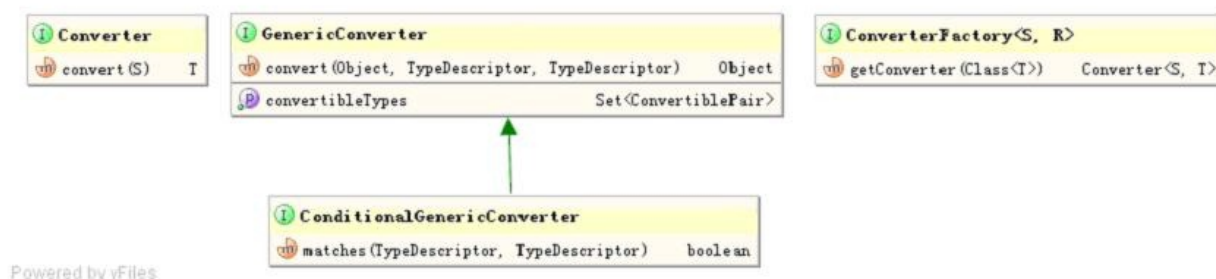 Converter
convert(S) T
GenericConverter
convert(Object, TypeDescriptor, TypeDescriptor) Object
convertibleTypes Set<ConvertiblePair>
ConverterFactory<S, R>
getConverter(Class<T>) Converter<S, T>
ConditionalGenericConverter
matches(TypeDescriptor, TypeDescriptor) boolean
Powered by yFiles